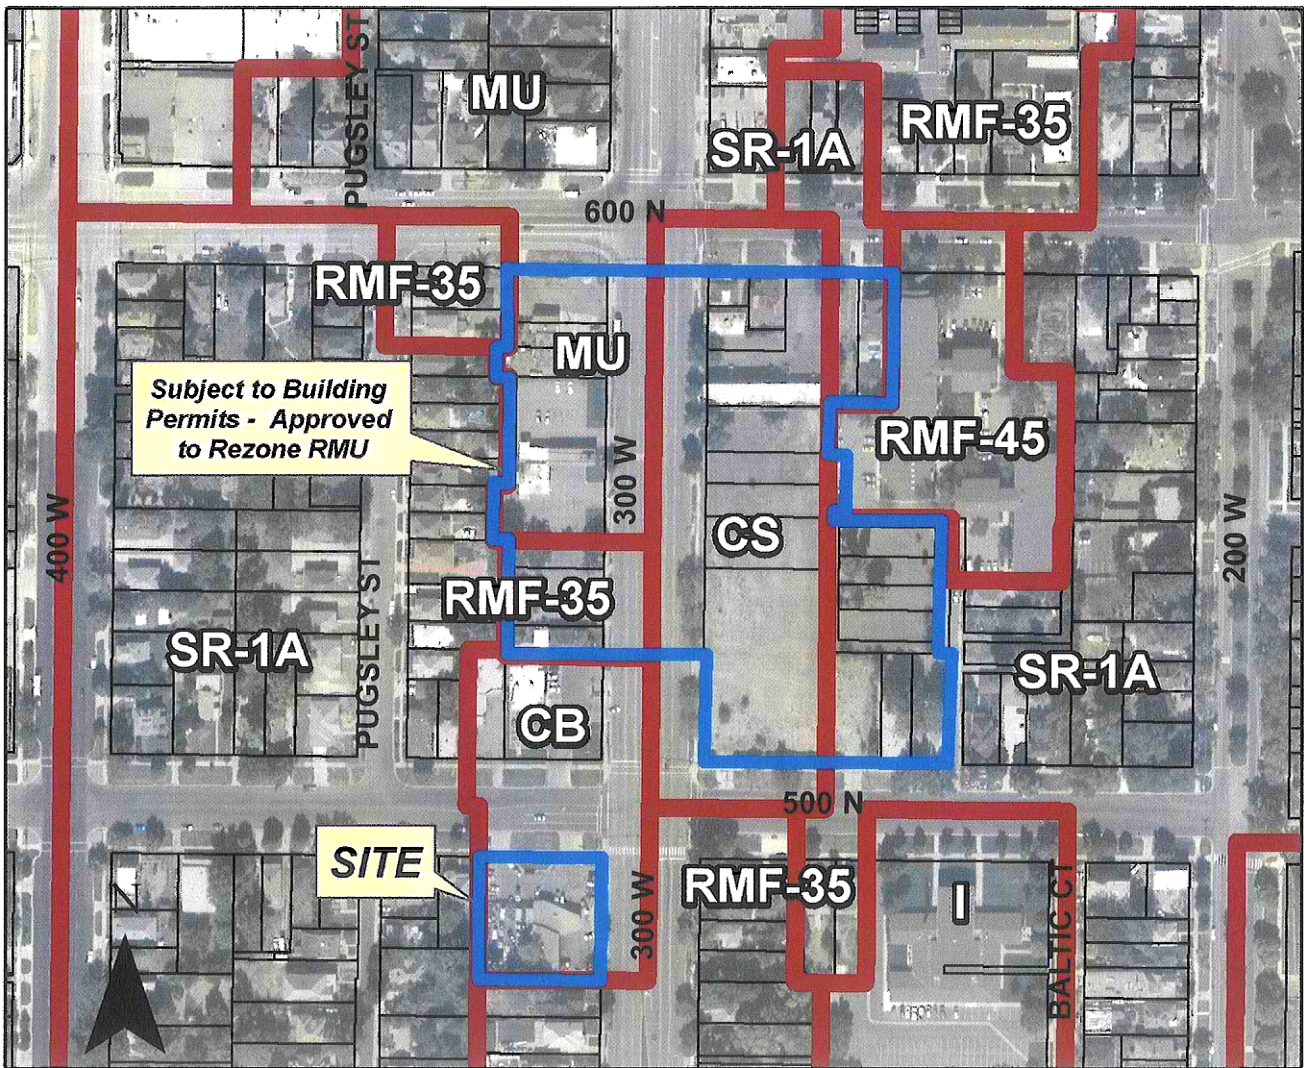 PUGSLEY ST
MU
SR-1A
RMF-35
600 N
RMF-35
MU
Subject to Building
Permits - Approved
to Rezone RMU
RMF-45
300 W
400 W
CS
200 W
PUGSLEY ST
RMF-35
SR-1A
SR-1A
CB
500 N
SITE
RMF-35
300 W
I
BALTIC CT
N